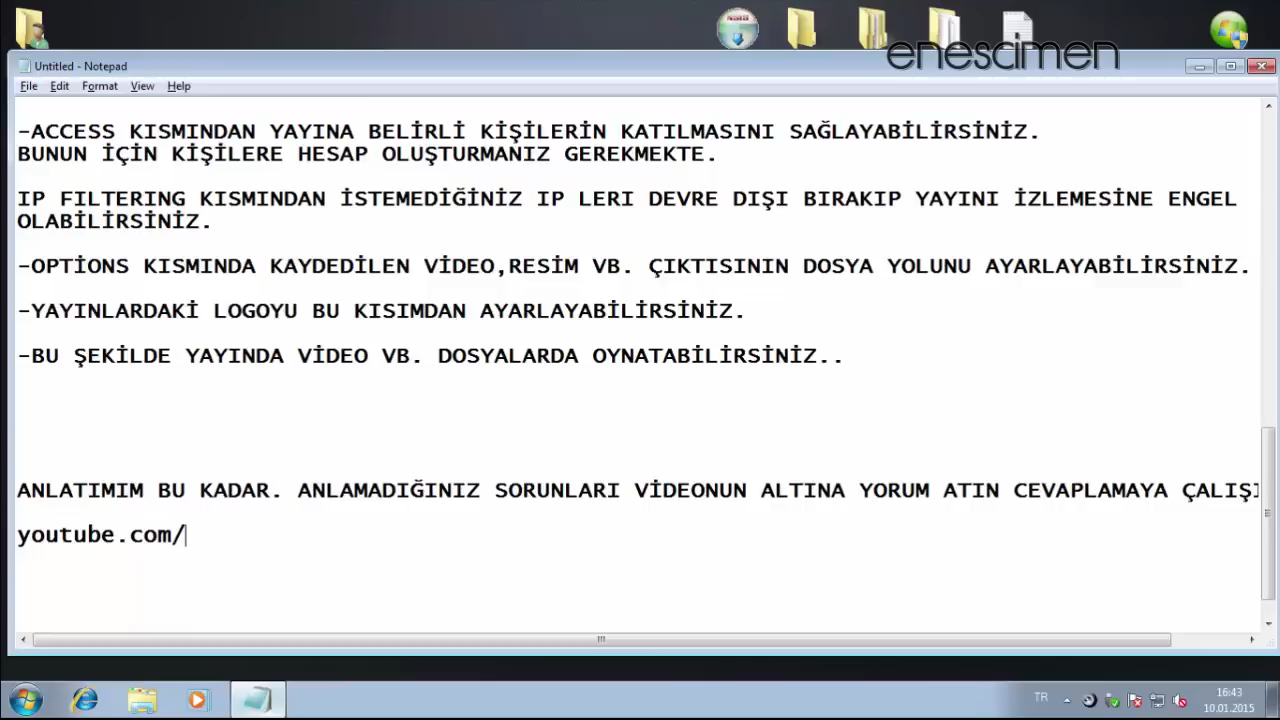 enescimen
Untitled - Notepad
File Edit Format View Help
-ACCESS KISMINDAN YAYINA BELİRLİ KİŞİLERİN KATILMASINI SAĞLAYABİLİRSİNİZ.
BUNUN İÇİN KİŞİLERE HESAP OLUŞTURMANIZ GEREKMEKTE.
IP FILTERING KISMINDAN İSTEMEDİĞİNİZ IP LERI DEVRE DIŞI BIRAKIP YAYINI İZLEMESİNE ENGEL
OLABİLİRSİNİZ.
-OPTİONS KISMINDA KAYDEDİLEN VİDEO,RESİM VB. ÇIKTISININ DOSYA YOLUNU AYARLAYABİLİRSİNİZ.
-YAYINLARDAKİ LOGOYU BU KISIMDAN AYARLAYABİLİRSİNİZ.
-BU ŞEKİLDE YAYINDA VİDEO VB. DOSYALARDA OYNATABİLİRSİNİZ..
ANLATIMIM BU KADAR. ANLAMADIĞINIZ SORUNLARI VİDEONUN ALTINA YORUM ATIN CEVAPLAMAYA ÇALIŞI
youtube.com/
TR
16:43
10.01.2015